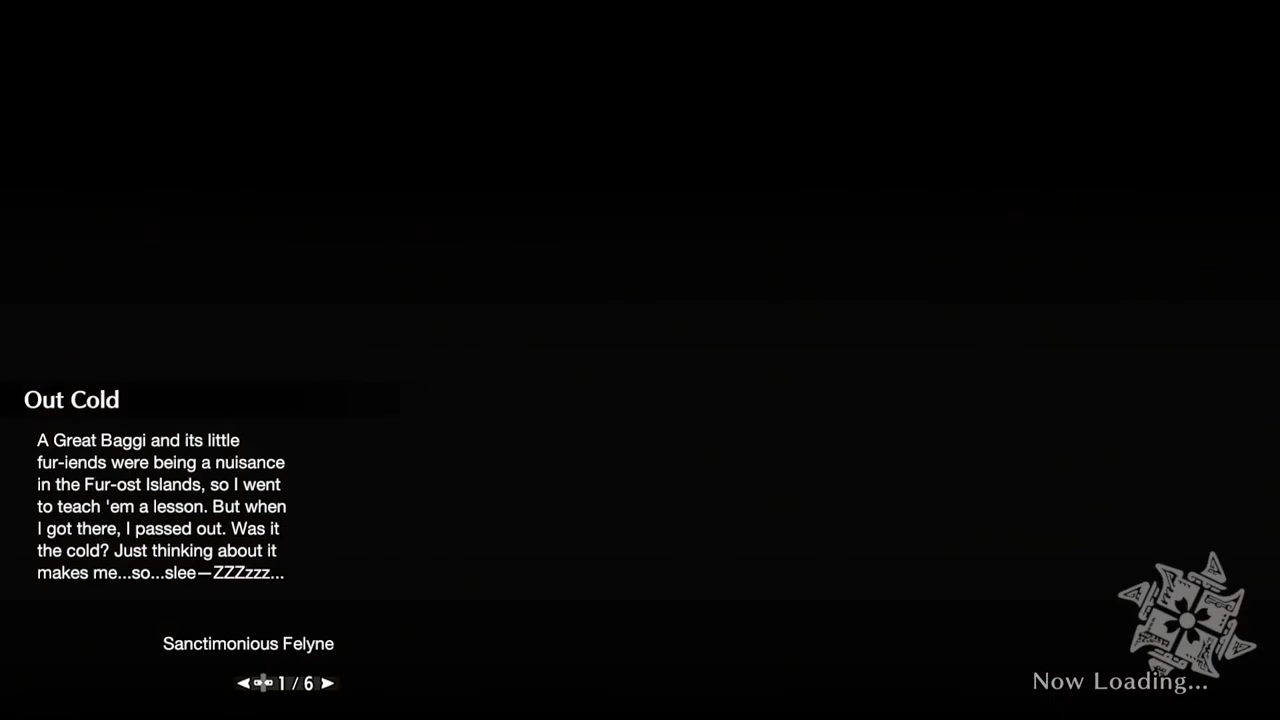 Out Cold
A Great Baggi and its little
fur-iends were being a nuisance
in the Fur-ost Islands, so I went
to teach 'em a lesson. But when
I got there, I passed out. Was it
the cold? Just thinking about it
makes me...so...slee—ZZZzzz...
Sanctimonious Felyne
1 / 6
Now Loading...